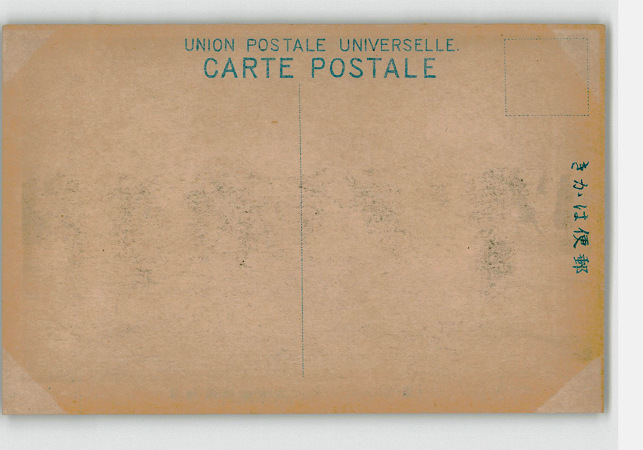 UNION POSTALE UNIVERSELLE.
CARTE POSTALE
きかは便郵